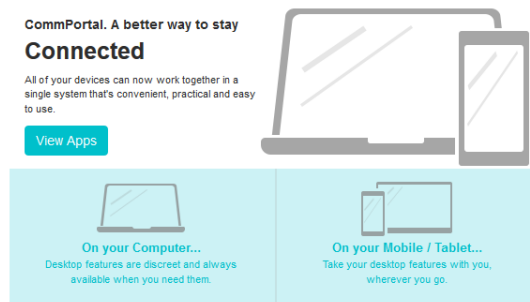 CommPortal. A better way to stay
Connected
All of your devices can now work together in a
single system that's convenient, practical and easy
to use.
View Apps
On your Computer...
Desktop features are discreet and always
available when you need them.
On your Mobile / Tablet...
Take your desktop features with you,
wherever you go.